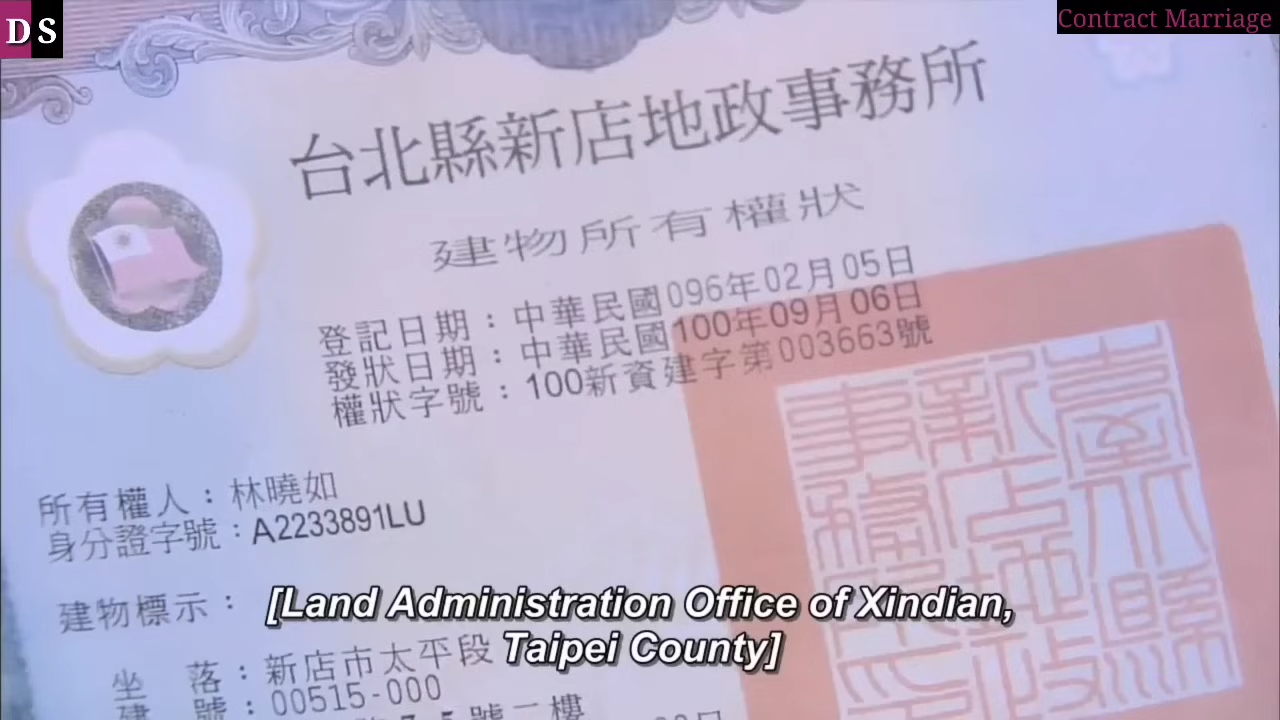 DS
Contract Marriage
台北縣新店地政事務所
建物所有權狀
登記日期：中華民國096年02月05日
發狀日期：中華民國100年09月06日
權狀字號：100新資建字第003663號
所有權人：林曉如
身分證字號：A2233891LU
建物標示：
[Land Administration Office of Xindian,
Taipei County]
坐 落：新店市太平段
建 號：00515-000
號二樓